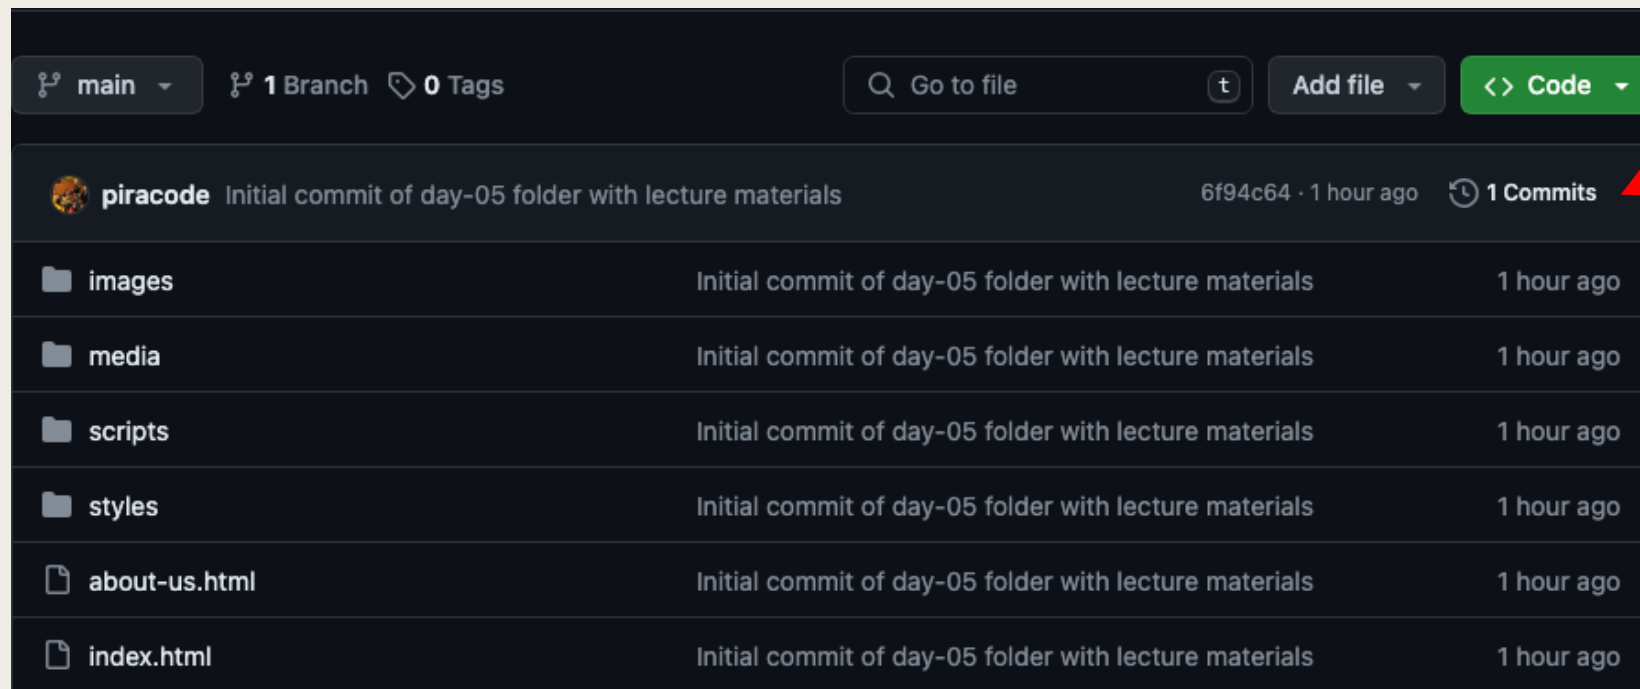 main 1 Branch 0 Tags Go to file t Add file <> Code
piracode Initial commit of day-05 folder with lecture materials 6f94c64 · 1 hour ago 1 Commits
images Initial commit of day-05 folder with lecture materials 1 hour ago
media Initial commit of day-05 folder with lecture materials 1 hour ago
scripts Initial commit of day-05 folder with lecture materials 1 hour ago
styles Initial commit of day-05 folder with lecture materials 1 hour ago
about-us.html Initial commit of day-05 folder with lecture materials 1 hour ago
index.html Initial commit of day-05 folder with lecture materials 1 hour ago